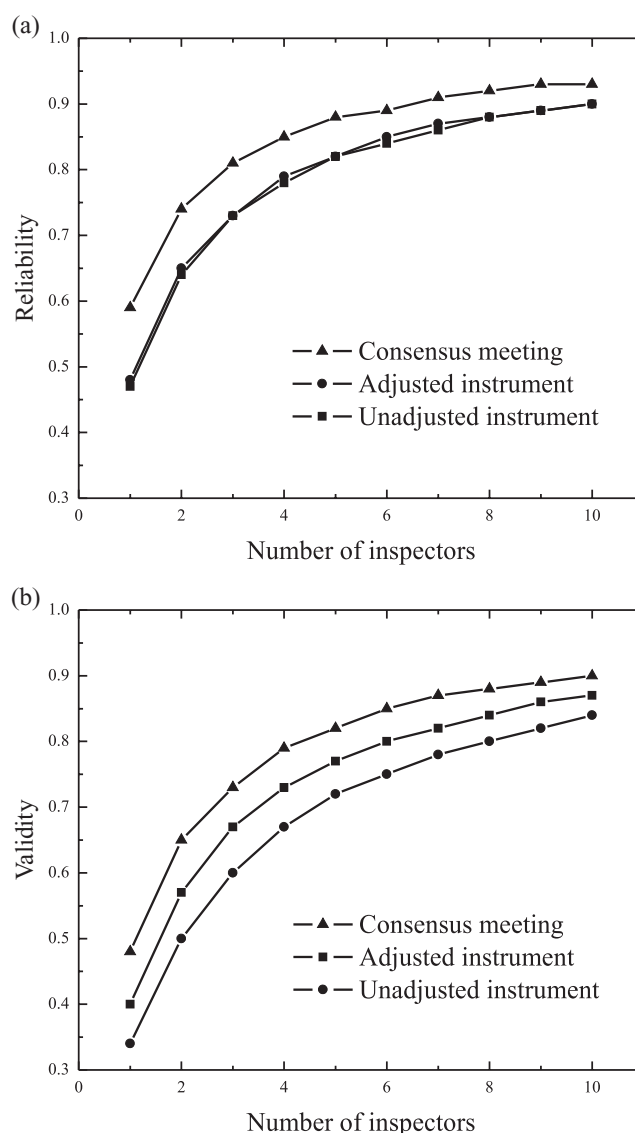 (a)
1.0
0.9
0.8
0.7
0.6
0.5
0.4
0.3
Reliability
Consensus meeting
Adjusted instrument
Unadjusted instrument
0 2 4 6 8 10
Number of inspectors
(b)
1.0
0.9
0.8
0.7
0.6
0.5
0.4
0.3
Validity
Consensus meeting
Adjusted instrument
Unadjusted instrument
0 2 4 6 8 10
Number of inspectors